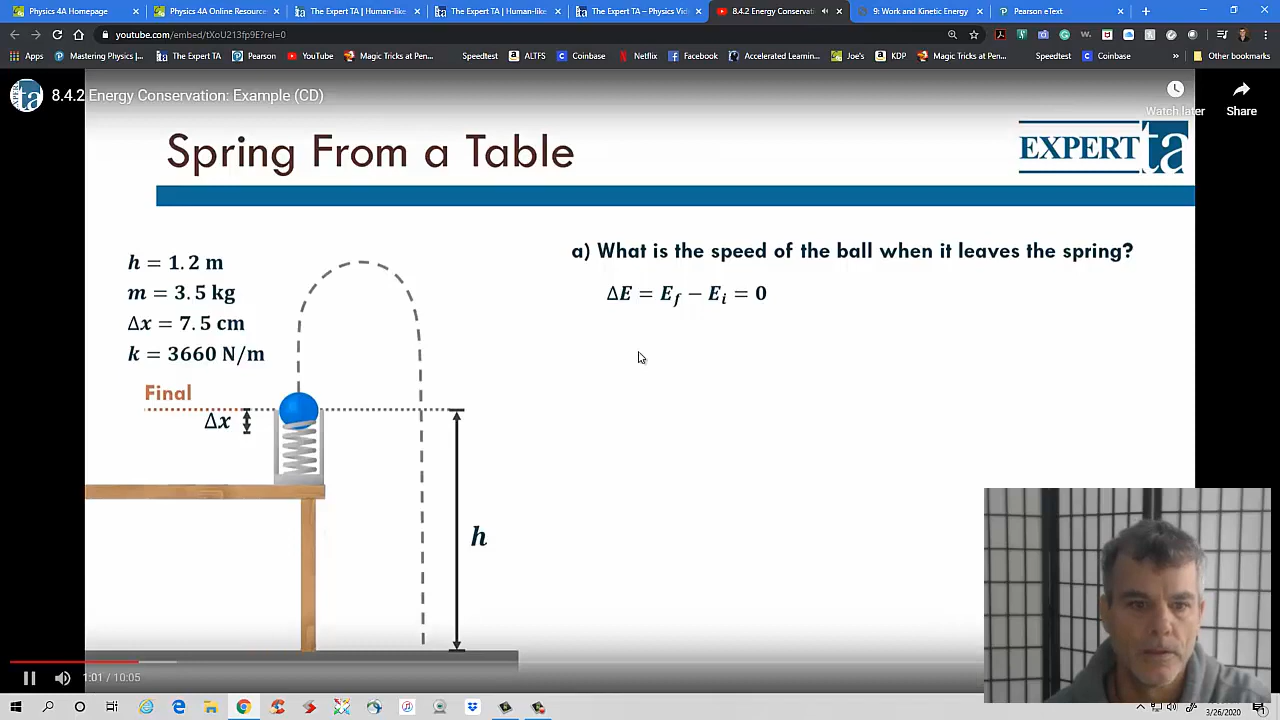 Physics 4A Homepage
Physics 4A Online Resource
The Expert TA | Human-like
The Expert TA | Human-like
The Expert TA – Physics Vid
8.4.2 Energy Conservati
9: Work and Kinetic Energy
Pearson eText
youtube.com/embed/tXoU213fp9E?rel=0
Apps
Mastering Physics |...
The Expert TA
Pearson
YouTube
Magic Tricks at Pen...
Speedtest
ALTFS
Coinbase
Netflix
Facebook
Accelerated Learnin...
Joe's
KDP
Magic Tricks at Pen...
Speedtest
Coinbase
»
Other bookmarks
ta
8.4.2 Energy Conservation: Example (CD)
Watch later
Share
Spring From a Table
EXPERT ta
h = 1.2 m
m = 3.5 kg
Δx = 7.5 cm
k = 3660 N/m
Final
Δx
h
a) What is the speed of the ball when it leaves the spring?
ΔE = E_f − E_i = 0
1:01 / 10:05
3/26/2020